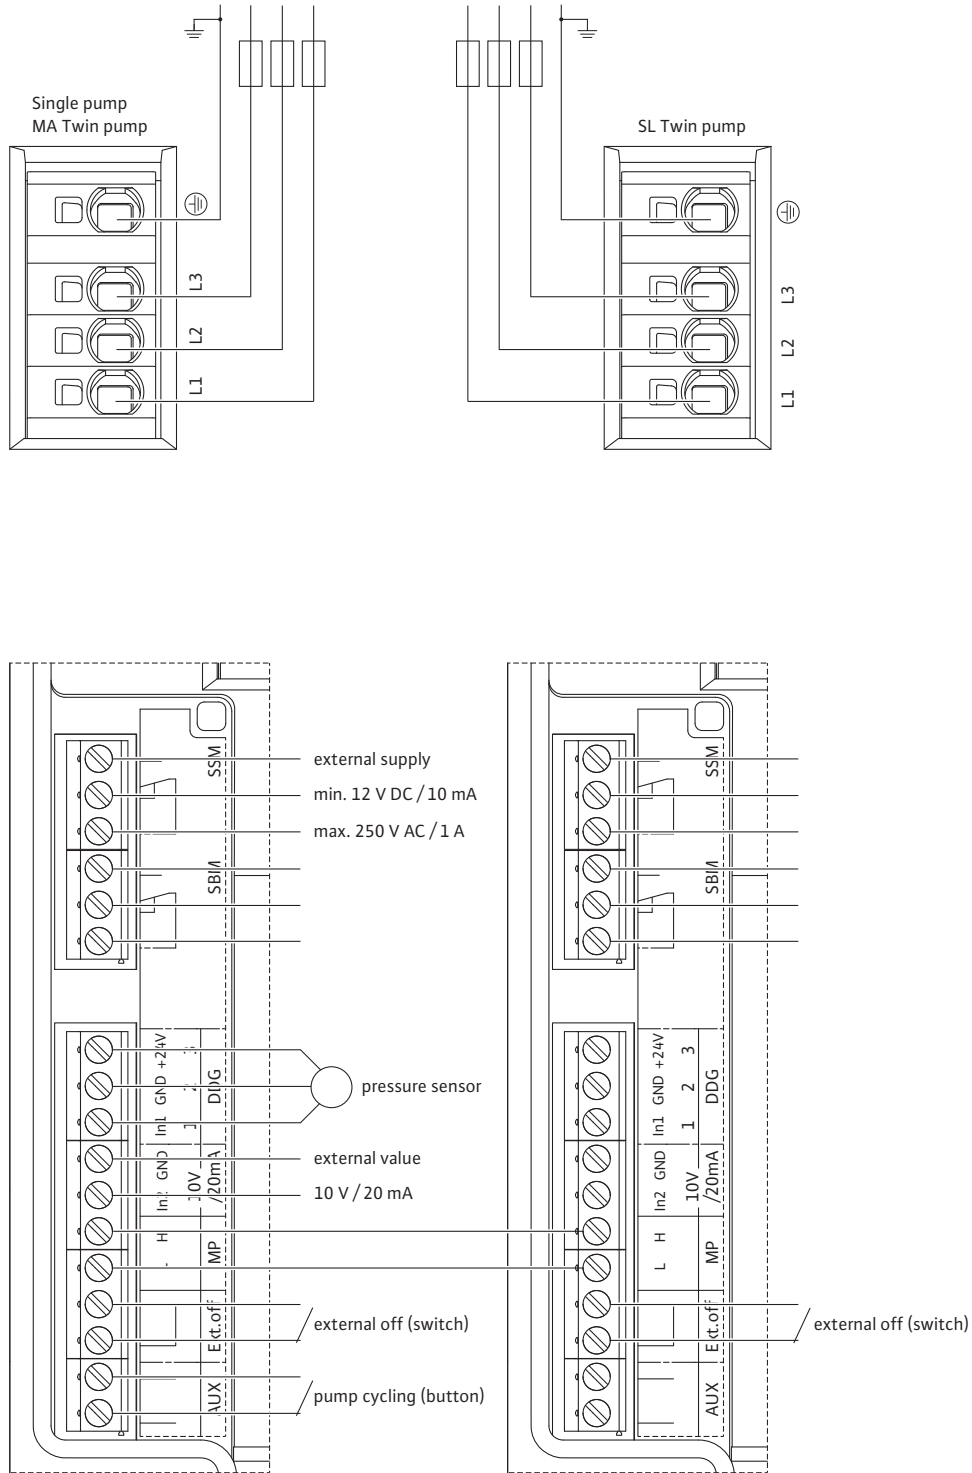 Single pump
MA Twin pump
SL Twin pump
L3
L2
L1
L3
L2
L1
SSM
external supply
min. 12 V DC / 10 mA
max. 250 V AC / 1 A
SBM
In1 GND +24V
1 2 3
DDG
pressure sensor
In2 GND
10V
/20mA
external value
10 V / 20 mA
H
MP
Ext.off
external off (switch)
AUX
pump cycling (button)
SSM
SBM
In1 GND +24V
1 2 3
DDG
In2 GND
10V
/20mA
L H
MP
Ext.off
external off (switch)
AUX